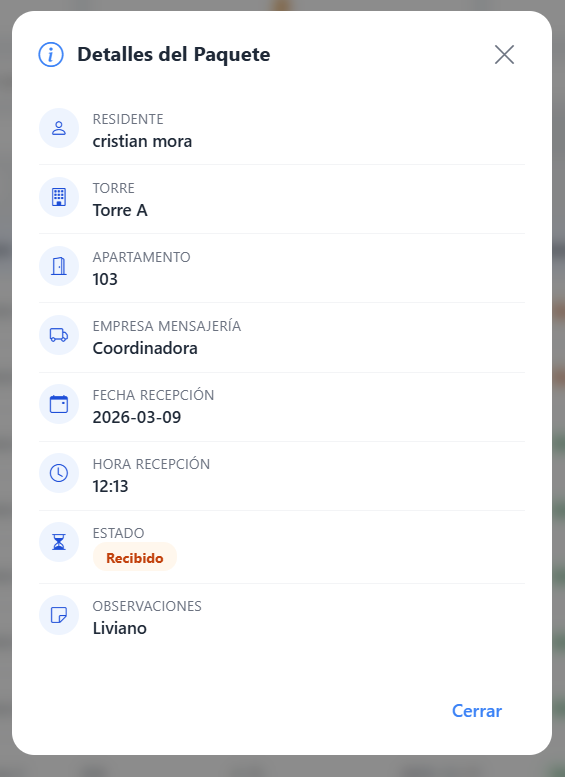 Detalles del Paquete
RESIDENTE
cristian mora
TORRE
Torre A
APARTAMENTO
103
EMPRESA MENSAJERÍA
Coordinadora
FECHA RECEPCIÓN
2026-03-09
HORA RECEPCIÓN
12:13
ESTADO
Recibido
OBSERVACIONES
Liviano
Cerrar